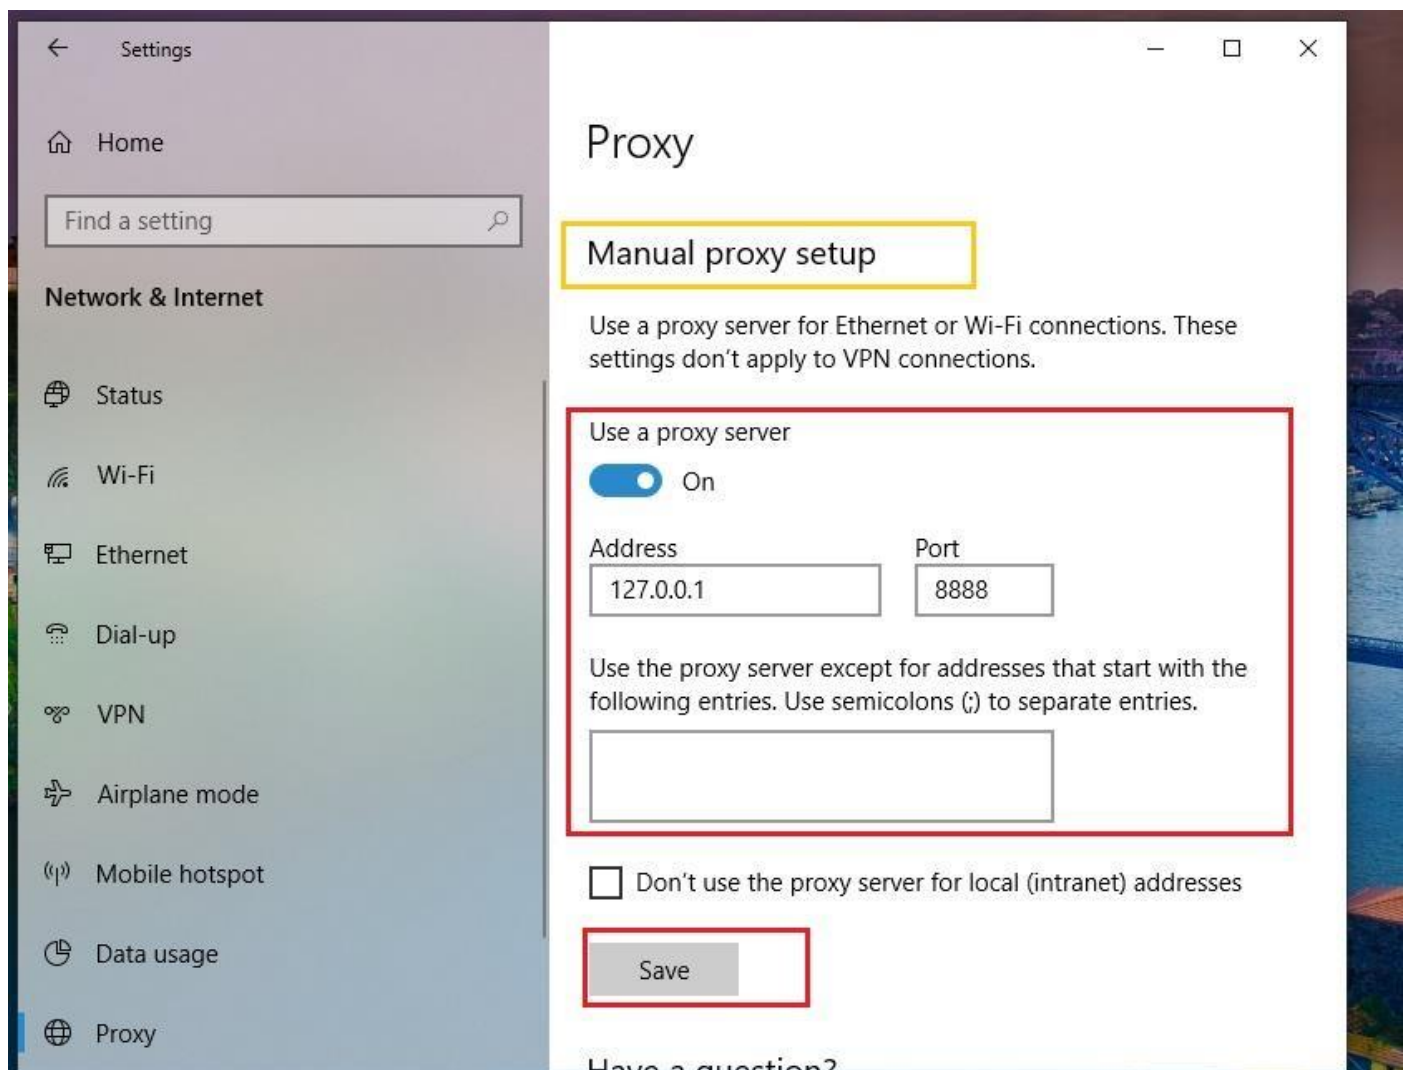 Settings
Home
Find a setting
Network & Internet
Status
Wi-Fi
Ethernet
Dial-up
VPN
Airplane mode
Mobile hotspot
Data usage
Proxy
Proxy
Manual proxy setup
Use a proxy server for Ethernet or Wi-Fi connections. These
settings don't apply to VPN connections.
Use a proxy server
On
Address
Port
127.0.0.1
8888
Use the proxy server except for addresses that start with the
following entries. Use semicolons (;) to separate entries.
Don't use the proxy server for local (intranet) addresses
Save
Have a question?